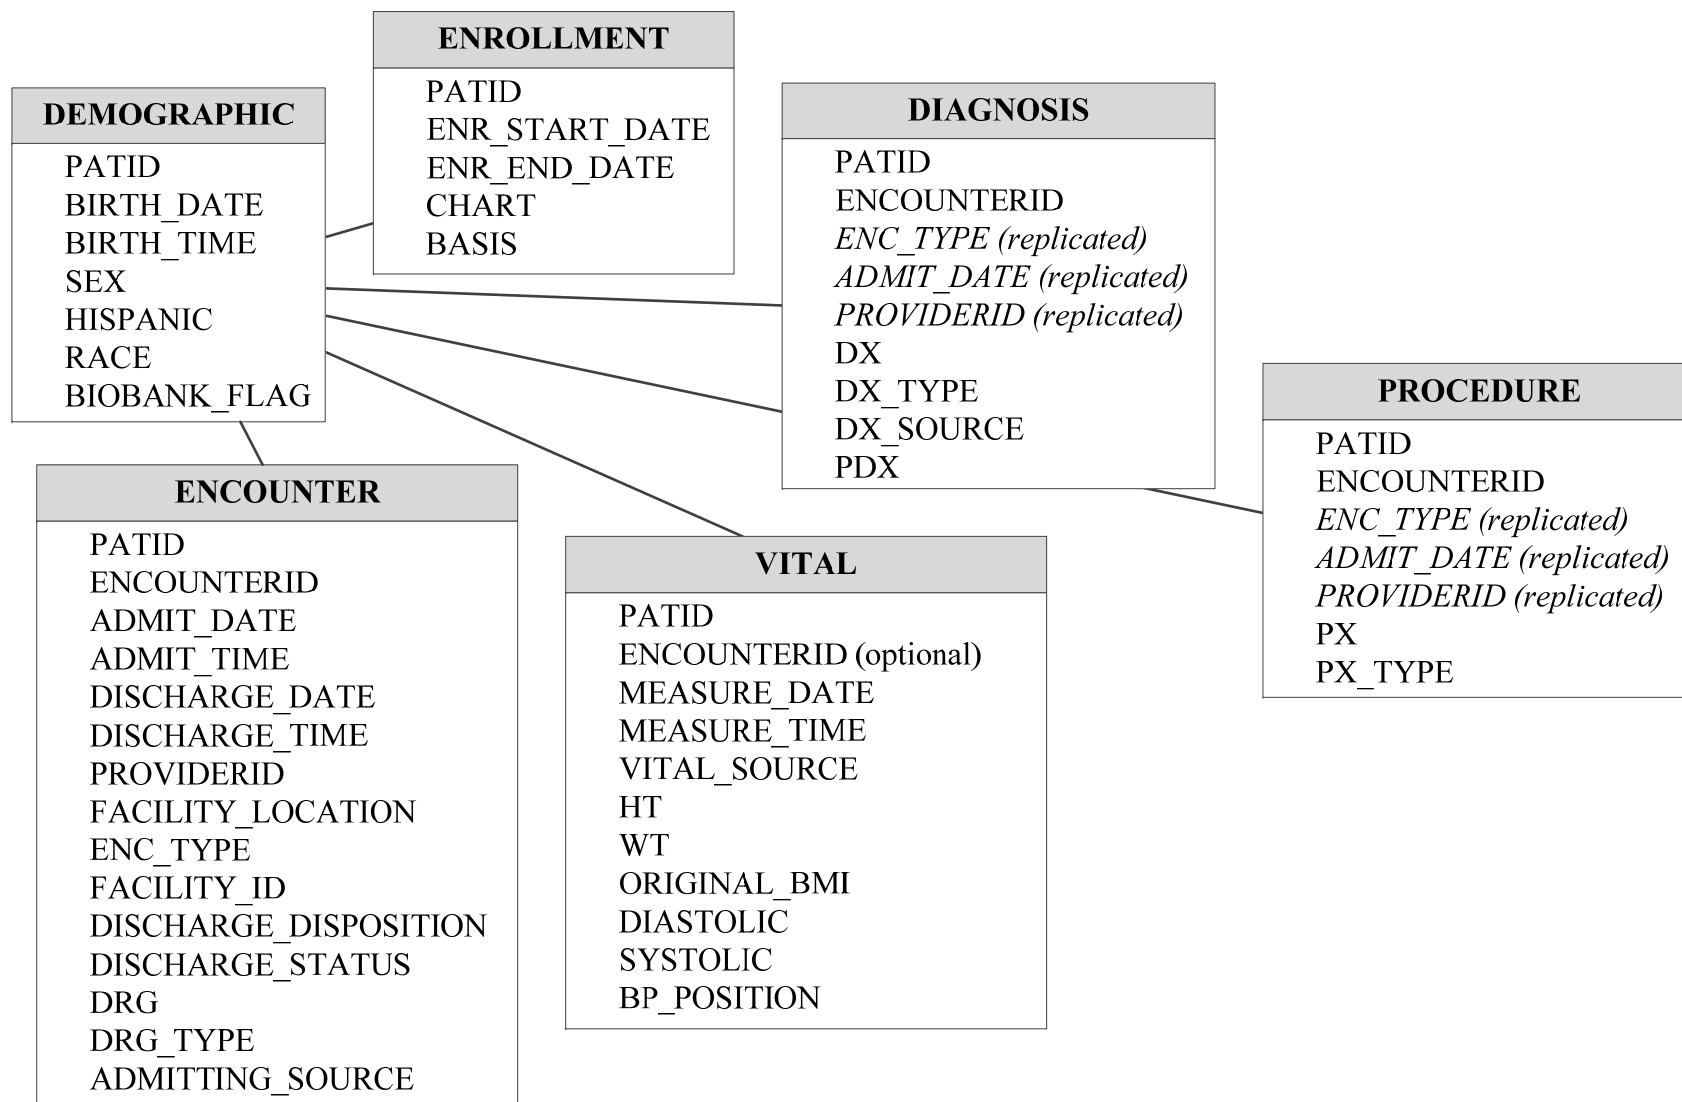 ENROLLMENT
PATID
ENR_START_DATE
ENR_END_DATE
CHART
BASIS
DEMOGRAPHIC
PATID
BIRTH_DATE
BIRTH_TIME
SEX
HISPANIC
RACE
BIOBANK_FLAG
DIAGNOSIS
PATID
ENCOUNTERID
ENC_TYPE (replicated)
ADMIT_DATE (replicated)
PROVIDERID (replicated)
DX
DX_TYPE
DX_SOURCE
PDX
PROCEDURE
PATID
ENCOUNTERID
ENC_TYPE (replicated)
ADMIT_DATE (replicated)
PROVIDERID (replicated)
PX
PX_TYPE
ENCOUNTER
PATID
ENCOUNTERID
ADMIT_DATE
ADMIT_TIME
DISCHARGE_DATE
DISCHARGE_TIME
PROVIDERID
FACILITY_LOCATION
ENC_TYPE
FACILITY_ID
DISCHARGE_DISPOSITION
DISCHARGE_STATUS
DRG
DRG_TYPE
ADMITTING_SOURCE
VITAL
PATID
ENCOUNTERID (optional)
MEASURE_DATE
MEASURE_TIME
VITAL_SOURCE
HT
WT
ORIGINAL_BMI
DIASTOLIC
SYSTOLIC
BP_POSITION